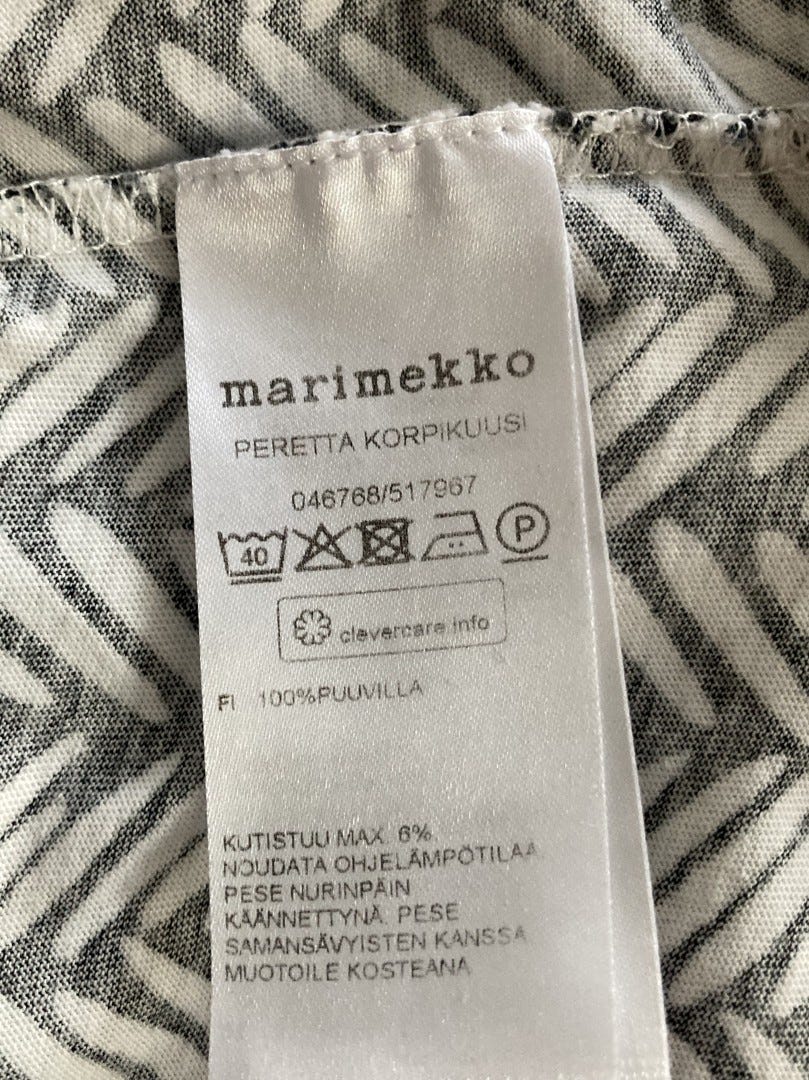 marimekko
PERETTA KORPIKUUSI
046768/517967
40 P
clevercare.info
FI 100%PUUVILLA
KUTISTUU MAX. 6%
NOUDATA OHJELÄMPÖTILAA
PESE NURINPÄIN
KÄÄNNETTYNÄ. PESE
SAMANSÄVYISTEN KANSSA
MUOTOILE KOSTEANA